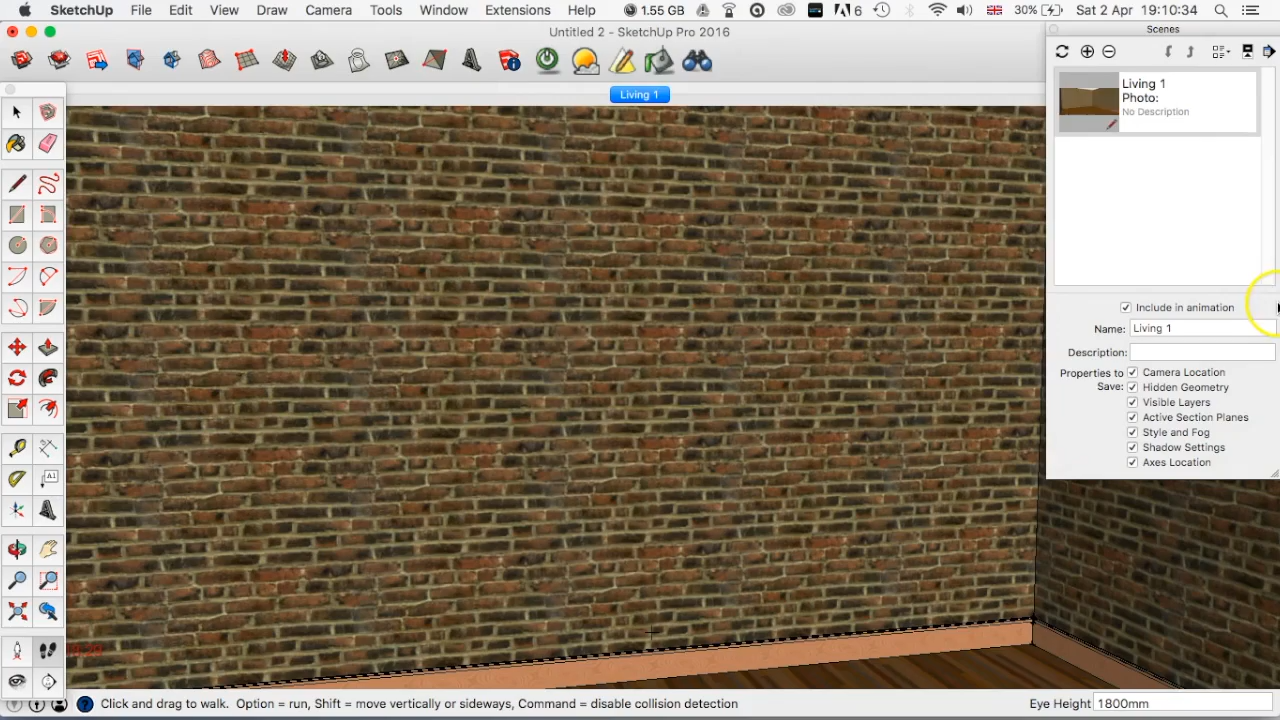 SketchUp File Edit View Draw Camera Tools Window Extensions Help 1.55 GB 6 30% Sat 2 Apr 19:10:34
Untitled 2 - SketchUp Pro 2016
Scenes
Living 1
Living 1
Photo:
No Description
A1
Include in animation
Name: Living 1
Description:
Properties to Save:
Camera Location
Hidden Geometry
Visible Layers
Active Section Planes
Style and Fog
Shadow Settings
Axes Location
Click and drag to walk. Option = run, Shift = move vertically or sideways, Command = disable collision detection
Eye Height 1800mm